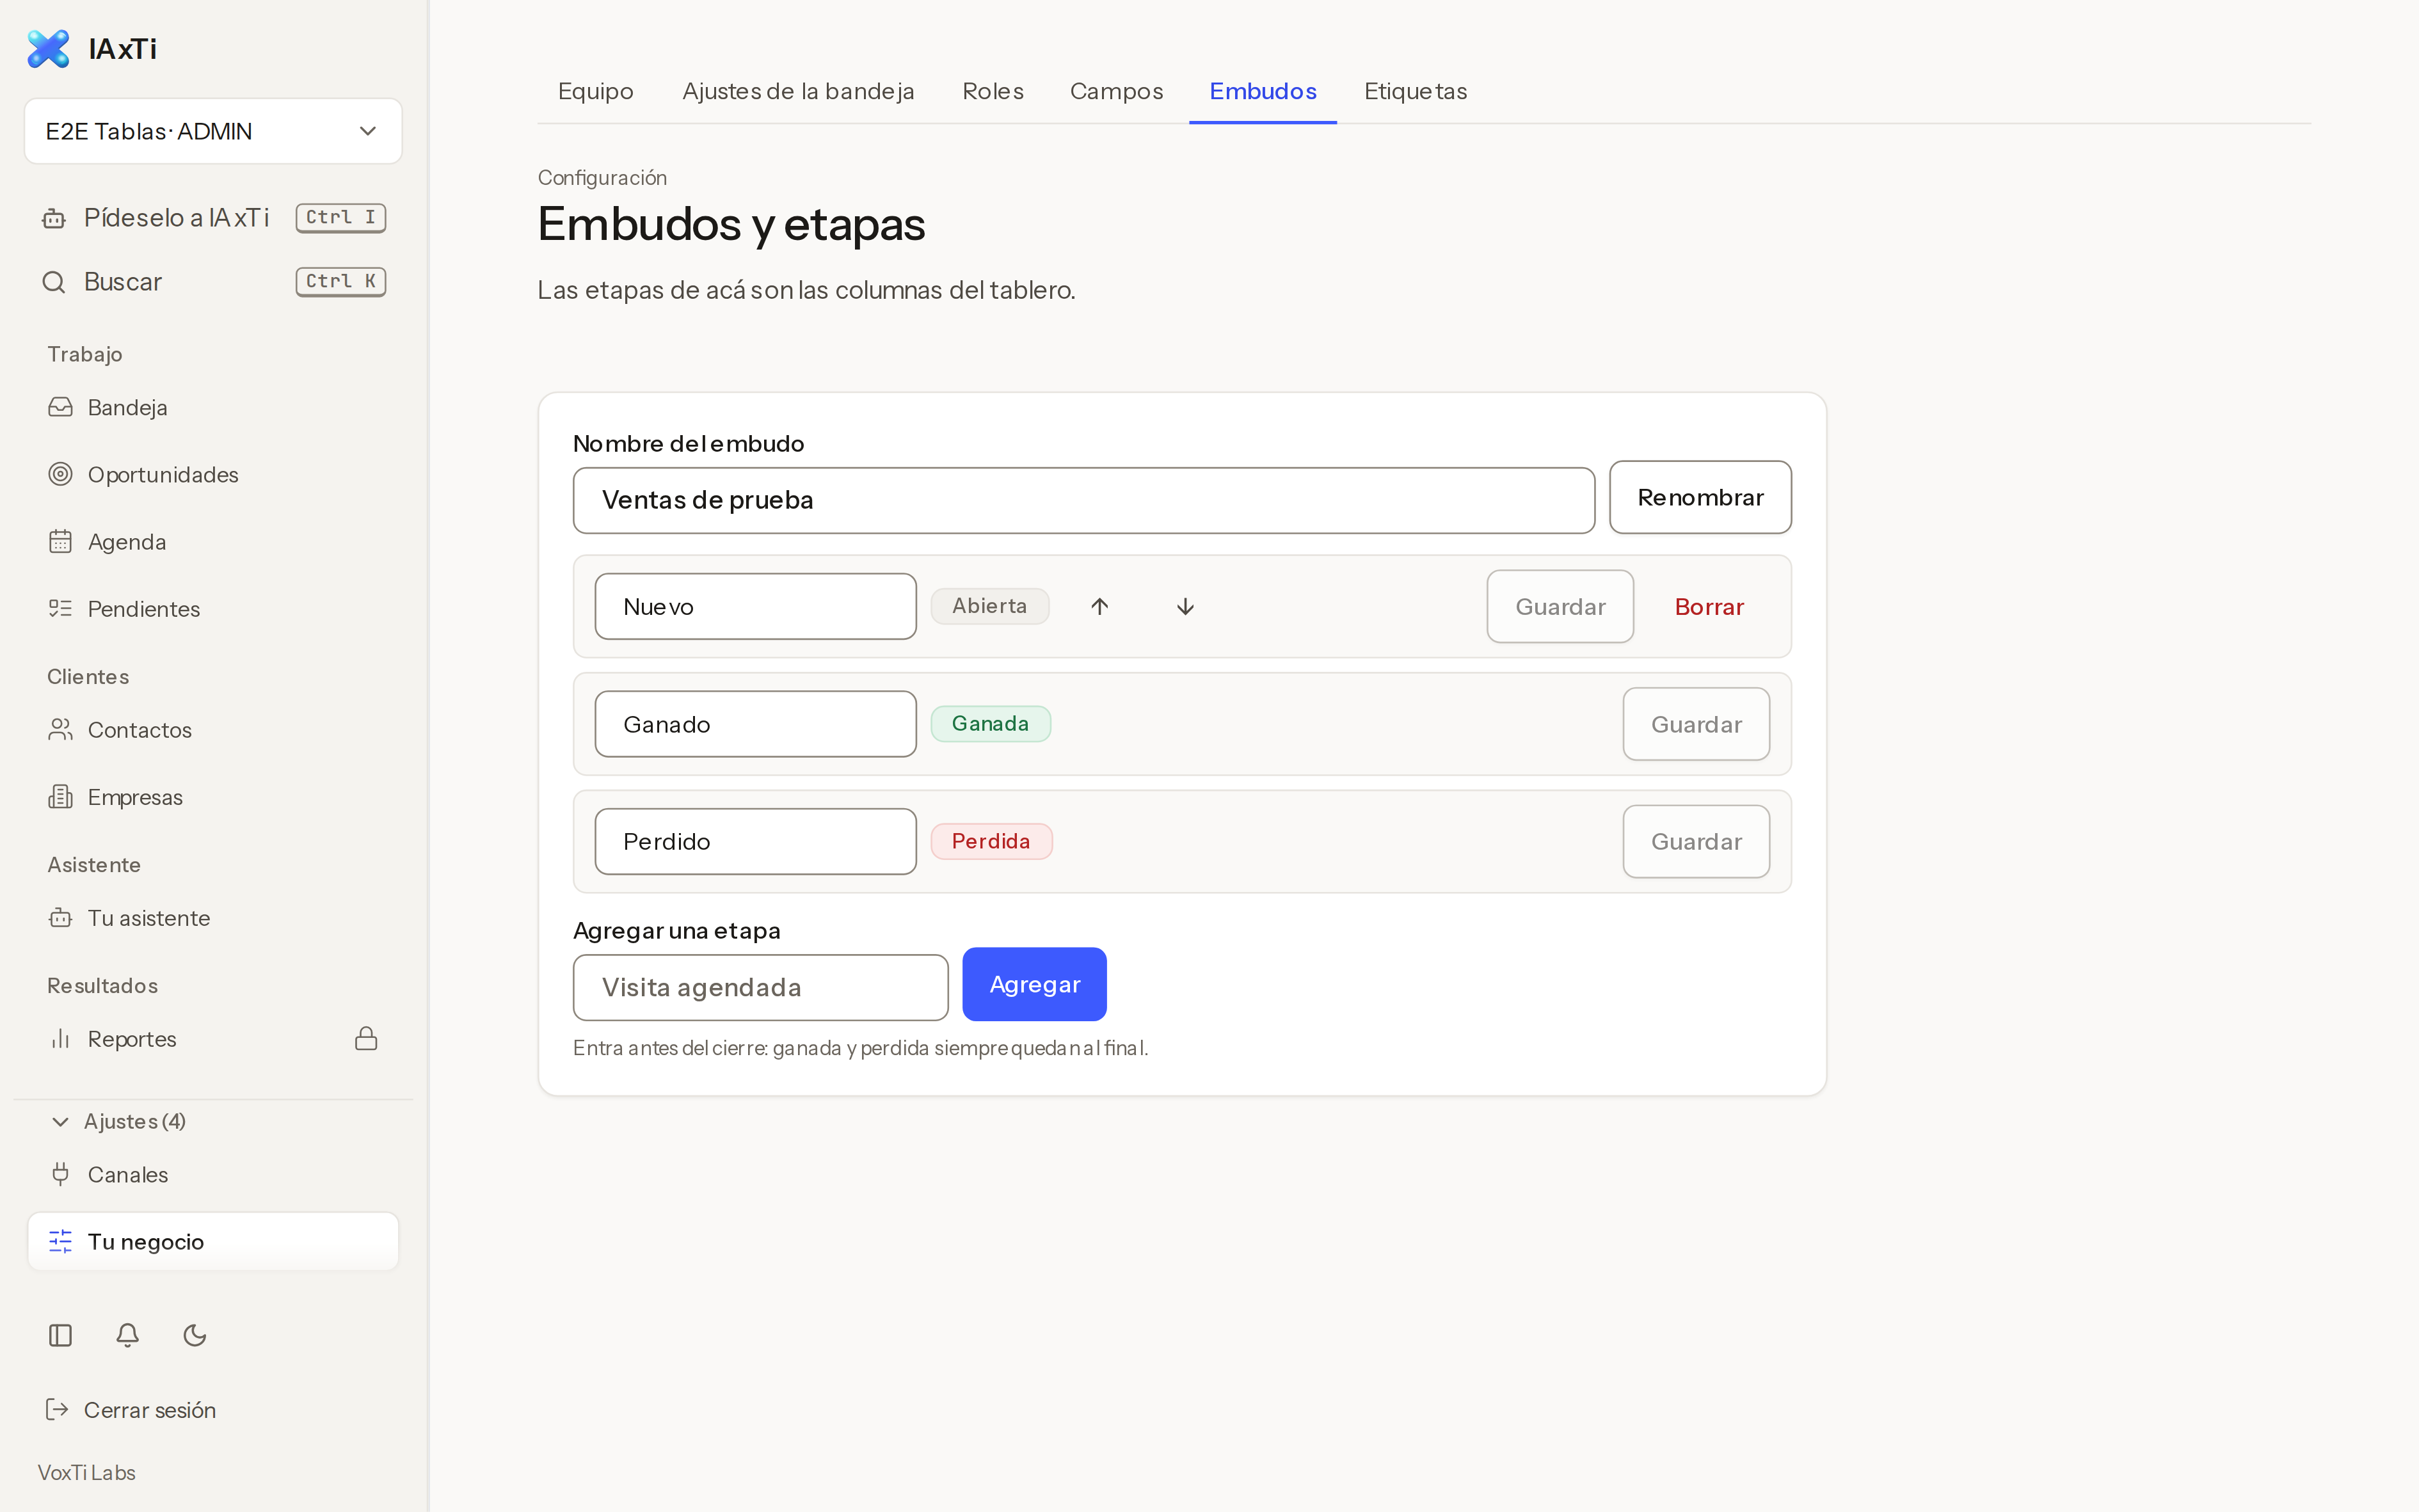 IAxTi
E2E Tablas · ADMIN
Pídeselo a IAxTi Ctrl I
Buscar Ctrl K
Trabajo
Bandeja
Oportunidades
Agenda
Pendientes
Clientes
Contactos
Empresas
Asistente
Tu asistente
Resultados
Reportes
Ajustes (4)
Canales
Tu negocio
Cerrar sesión
VoxTi Labs
Equipo Ajustes de la bandeja Roles Campos Embudos Etiquetas
Configuración
Embudos y etapas
Las etapas de acá son las columnas del tablero.
Nombre del embudo
Ventas de prueba Renombrar
Nuevo Abierta Guardar Borrar
Ganado Ganada Guardar
Perdido Perdida Guardar
Agregar una etapa
Visita agendada Agregar
Entra antes del cierre: ganada y perdida siempre quedan al final.